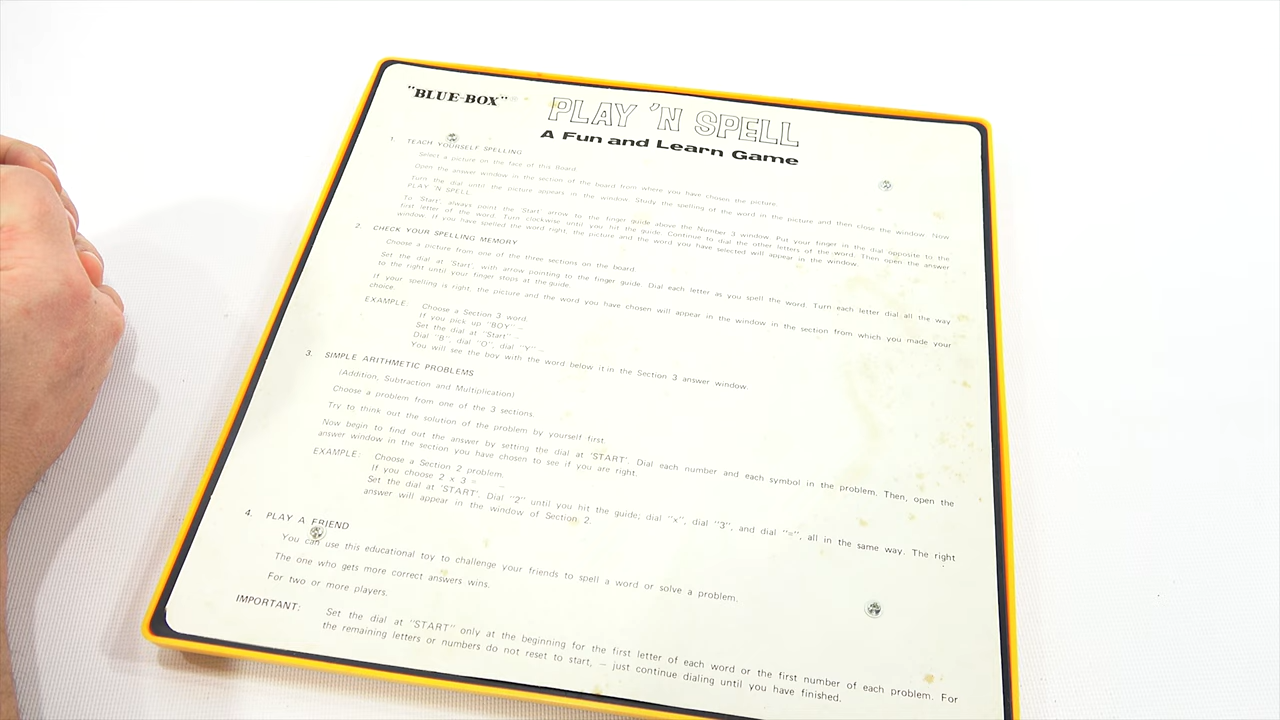 "BLUE-BOX"
PLAY 'N SPELL
A Fun and Learn Game
1. TEACH YOURSELF SPELLING
Select a picture on the face of this Board.
Open the answer window in the section of the board from where you have chosen the picture.
Turn the dial until the picture appears in the window. Study the spelling of the word in the picture and then close the window. Now
PLAY 'N SPELL.
To 'Start', always point the 'Start' arrow to the finger guide above the Number 3 window. Put your finger in the dial opposite to the
first letter of the word. Turn clockwise until you hit the guide. Continue to dial the other letters of the word. Then open the answer
window. If you have spelled the word right, the picture and the word you have selected will appear in the window.
2. CHECK YOUR SPELLING MEMORY
Choose a picture from one of the three sections on the board.
Set the dial at 'Start', with arrow pointing to the finger guide. Dial each letter as you spell the word. Turn each letter dial all the way
to the right until your finger stops at the guide.
If your spelling is right, the picture and the word you have chosen will appear in the window in the section from which you made your
choice.
EXAMPLE: Choose a Section 3 word.
If you pick up "BOY" –
Set the dial at "Start" –
Dial "B", dial "O", dial "Y" –
You will see the boy with the word below it in the Section 3 answer window.
3. SIMPLE ARITHMETIC PROBLEMS
(Addition, Subtraction and Multiplication)
Choose a problem from one of the 3 sections.
Try to think out the solution of the problem by yourself first.
Now begin to find out the answer by setting the dial at 'START'. Dial each number and each symbol in the problem. Then, open the
answer window in the section you have chosen to see if you are right.
EXAMPLE: Choose a Section 2 problem.
If you choose 2 x 3 =
Set the dial at 'START'. Dial "2" until you hit the guide; dial "x", dial "3", and dial "=", all in the same way. The right
answer will appear in the window of Section 2.
4. PLAY A FRIEND
You can use this educational toy to challenge your friends to spell a word or solve a problem.
The one who gets more correct answers wins.
For two or more players.
IMPORTANT: Set the dial at "START" only at the beginning for the first letter of each word or the first number of each problem. For
the remaining letters or numbers do not reset to start, – just continue dialing until you have finished.